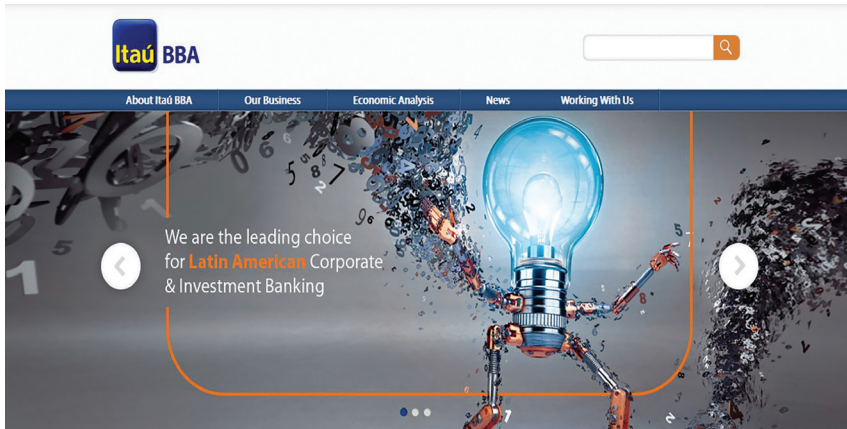 Itaú BBA
About Itaú BBA Our Business Economic Analysis News Working With Us
We are the leading choice
for Latin American Corporate
& Investment Banking